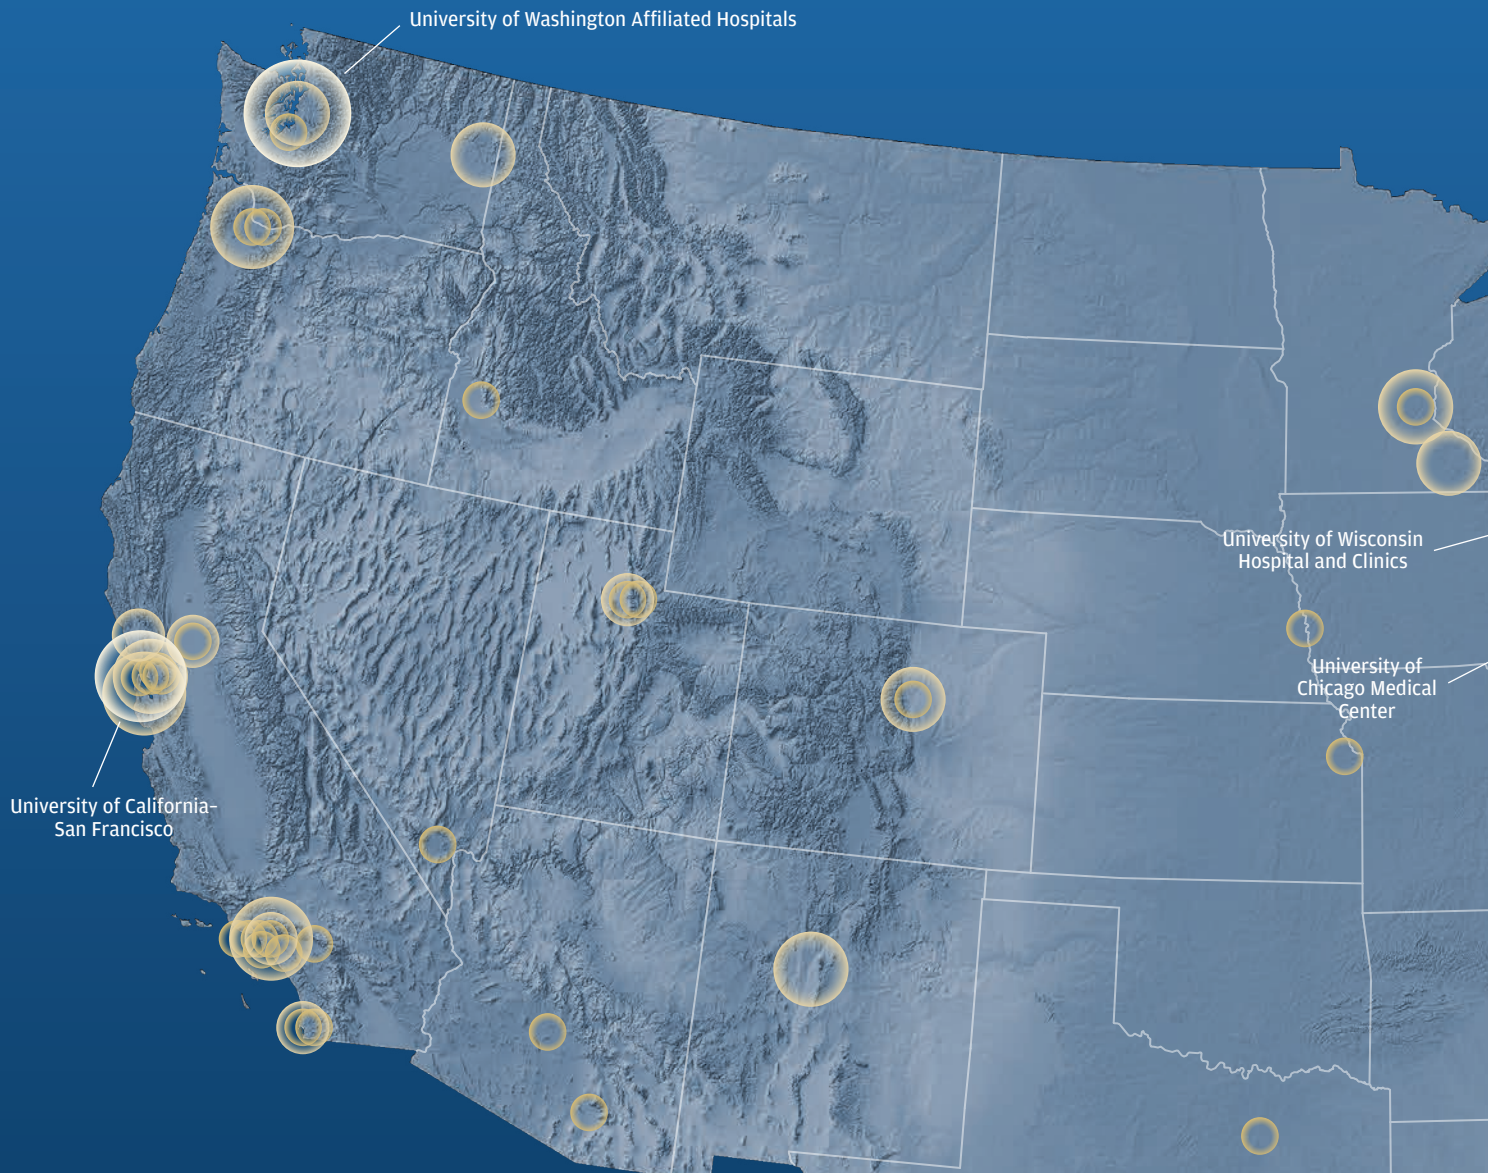 University of Washington Affiliated Hospitals
University of Wisconsin
Hospital and Clinics
University of
Chicago Medical
Center
University of California–
San Francisco